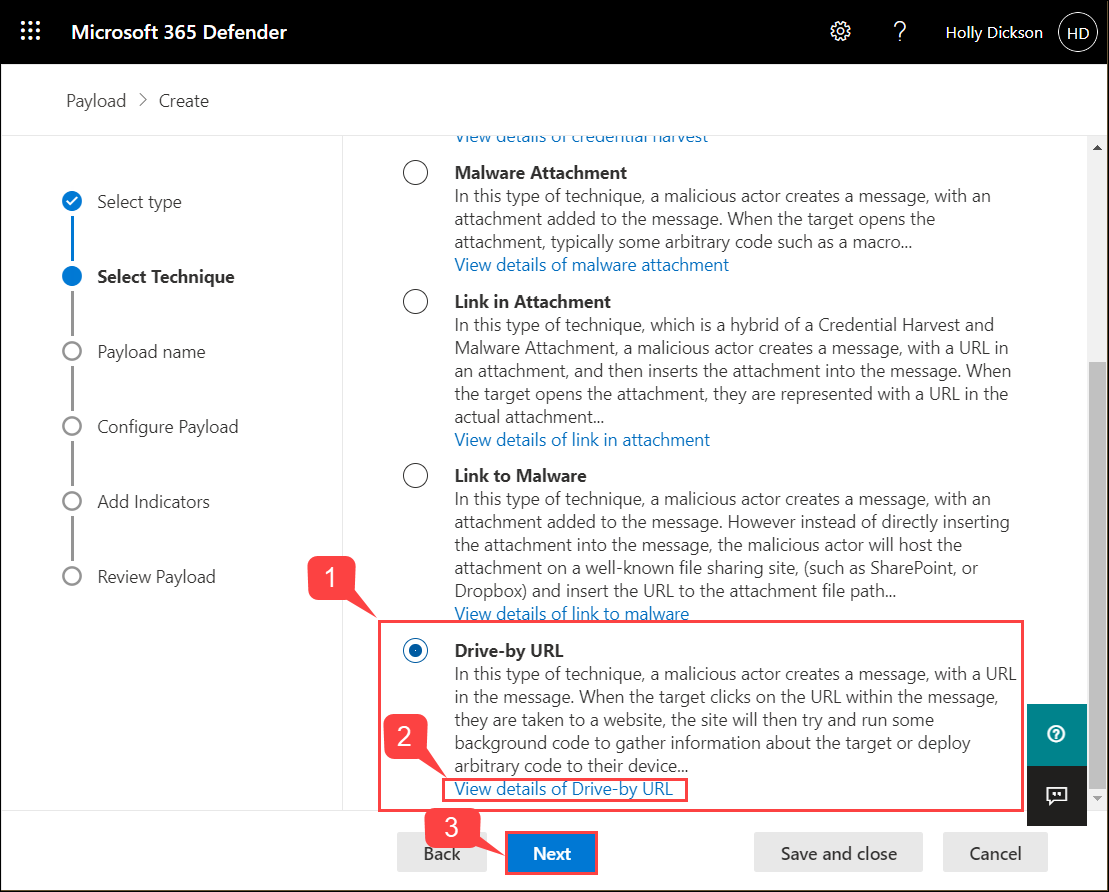 Microsoft 365 Defender
Holly Dickson
HD
Payload > Create
Select type
Select Technique
Payload name
Configure Payload
Add Indicators
Review Payload
View details of credential harvest
Malware Attachment
In this type of technique, a malicious actor creates a message, with an
attachment added to the message. When the target opens the
attachment, typically some arbitrary code such as a macro...
View details of malware attachment
Link in Attachment
In this type of technique, which is a hybrid of a Credential Harvest and
Malware Attachment, a malicious actor creates a message, with a URL in
an attachment, and then inserts the attachment into the message. When
the target opens the attachment, they are represented with a URL in the
actual attachment...
View details of link in attachment
Link to Malware
In this type of technique, a malicious actor creates a message, with an
attachment added to the message. However instead of directly inserting
the attachment into the message, the malicious actor will host the
attachment on a well-known file sharing site, (such as SharePoint, or
Dropbox) and insert the URL to the attachment file path...
View details of link to malware
1
Drive-by URL
In this type of technique, a malicious actor creates a message, with a URL
in the message. When the target clicks on the URL within the message,
they are taken to a website, the site will then try and run some
background code to gather information about the target or deploy
arbitrary code to their device...
2
View details of Drive-by URL
3
Back
Next
Save and close
Cancel